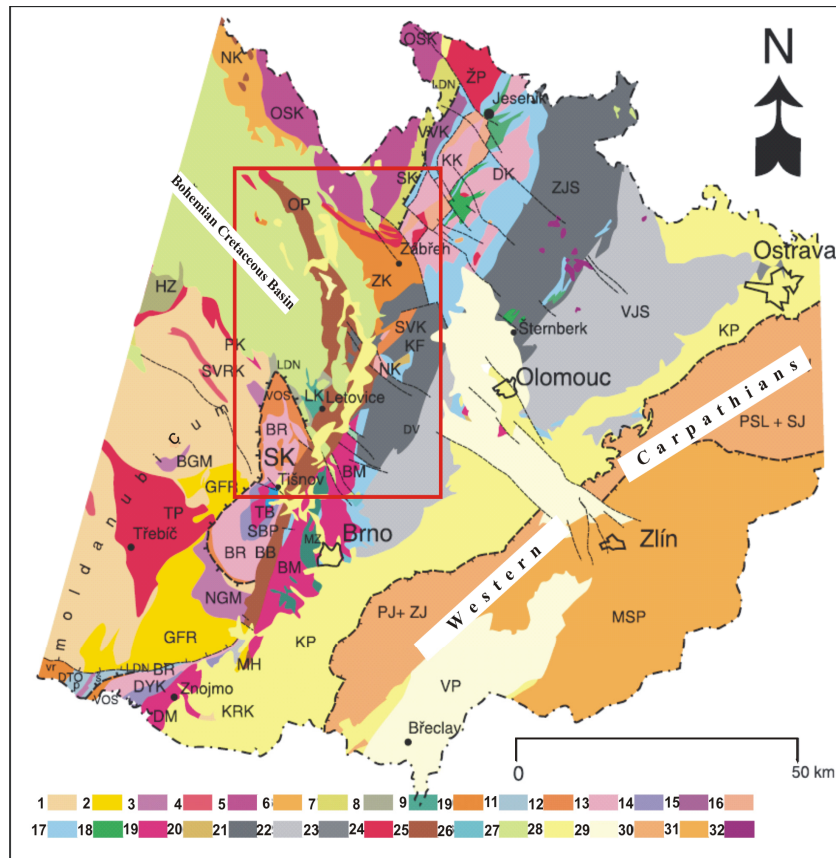 N
NK
OSK
OSK
LDN
ŽP
Jeseník
VVK
KK
SK
DK
ZJS
Bohemian Cretaceous Basin
OP
Zábřeh
ZK
Ostrava
HZ
Šternberk
VJS
KP
SVK
KF
PK
SVRK
LDN
NK
VOS
LK
Letovice
Olomouc
BR
DV
Carpathians
PSL + SJ
SK
BM
BGM
GFR
Tišnov
TP
TB
Třebíč
SBP
MZ
Brno
BR
BB
BM
Zlín
Western
moldanubicum
NGM
PJ+ ZJ
MSP
GFR
KP
MH
VP
vr
LDN
BR
DTO
P
S
VOS
DYK
Znojmo
DM
KRK
Břeclav
0
50 km
1 2 3 4 5 6 7 8 9 19 11 12 13 14 15 16
17 18 19 20 21 22 23 24 25 26 27 28 29 30 31 32